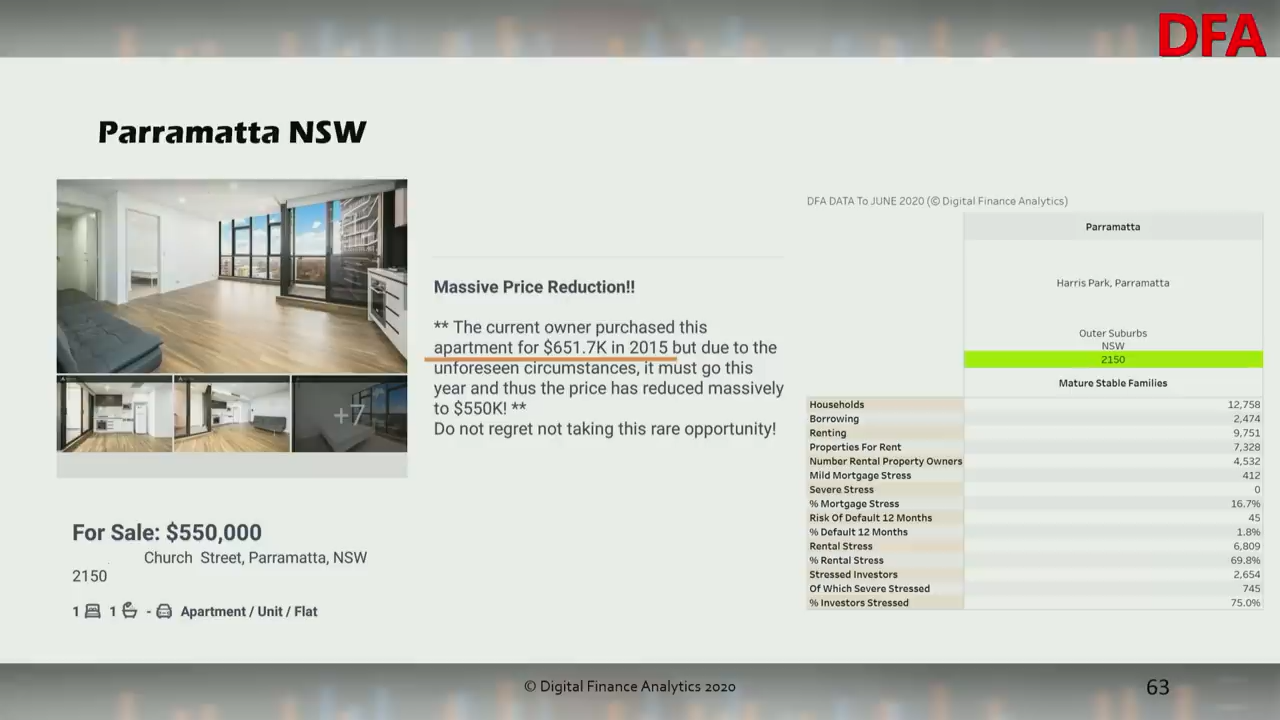 DFA
Parramatta NSW
+7
Massive Price Reduction!!
** The current owner purchased this
apartment for $651.7K in 2015 but due to the
unforeseen circumstances, it must go this
year and thus the price has reduced massively
to $550K! **
Do not regret not taking this rare opportunity!
For Sale: $550,000
Church Street, Parramatta, NSW
2150
1 1 - Apartment / Unit / Flat
DFA DATA To JUNE 2020 (© Digital Finance Analytics)
Parramatta
Harris Park, Parramatta
Outer Suburbs
NSW
2150
Mature Stable Families
Households 12,758
Borrowing 2,474
Renting 9,751
Properties For Rent 7,328
Number Rental Property Owners 4,532
Mild Mortgage Stress 412
Severe Stress 0
% Mortgage Stress 16.7%
Risk Of Default 12 Months 45
% Default 12 Months 1.8%
Rental Stress 6,809
% Rental Stress 69.8%
Stressed Investors 2,654
Of Which Severe Stressed 745
% Investors Stressed 75.0%
© Digital Finance Analytics 2020
63